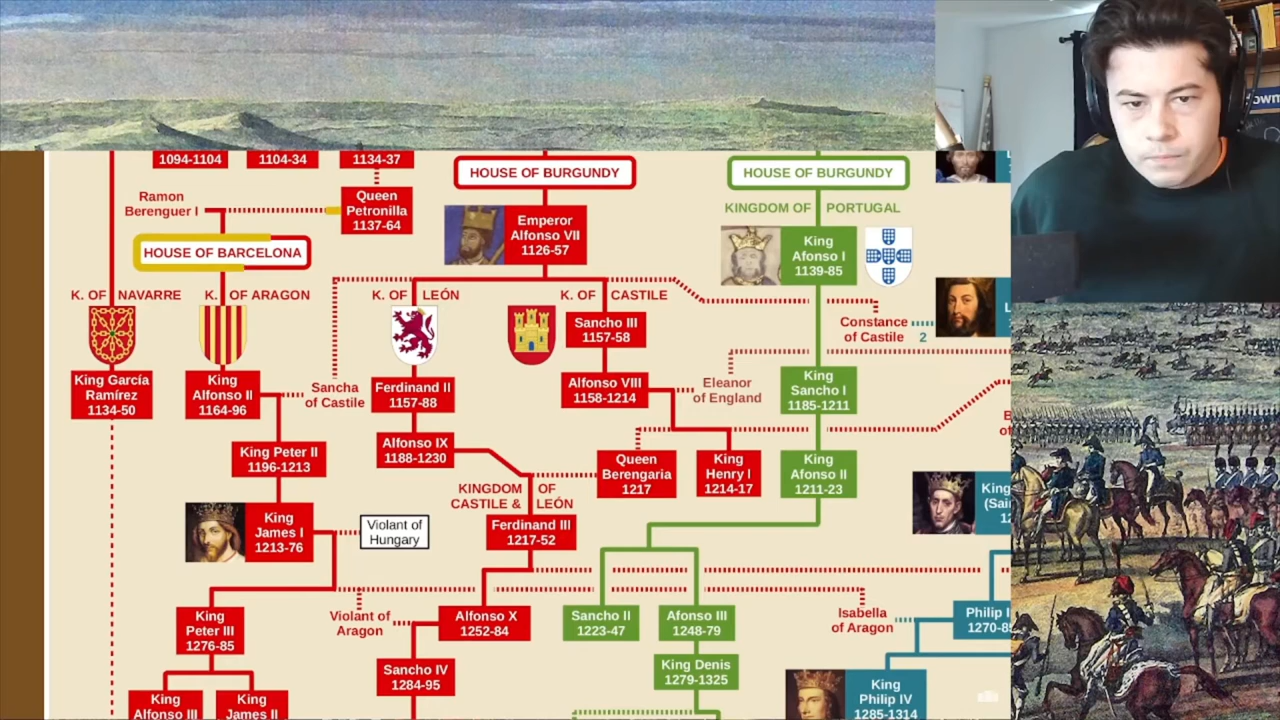 1094-1104
1104-34
1134-37
HOUSE OF BURGUNDY
HOUSE OF BURGUNDY
Ramon
Berenguer I
Queen
Petronilla
1137-64
KINGDOM OF PORTUGAL
Emperor
Alfonso VII
1126-57
King
Afonso I
1139-85
HOUSE OF BARCELONA
K. OF NAVARRE
K. OF ARAGON
K. OF LEÓN
K. OF CASTILE
Sancho III
1157-58
Constance
of Castile
2
King García
Ramírez
1134-50
King
Alfonso II
1164-96
Sancha
of Castile
Ferdinand II
1157-88
Alfonso VIII
1158-1214
Eleanor
of England
King
Sancho I
1185-1211
King Peter II
1196-1213
Alfonso IX
1188-1230
Queen
Berengaria
1217
King
Henry I
1214-17
King
Afonso II
1211-23
KINGDOM OF
CASTILE & LEÓN
King
James I
1213-76
Violant of
Hungary
Ferdinand III
1217-52
King
(Sai
King
Peter III
1276-85
Violant of
Aragon
Alfonso X
1252-84
Sancho II
1223-47
Afonso III
1248-79
Isabella
of Aragon
Philip I
1270-85
Sancho IV
1284-95
King Denis
1279-1325
King
Philip IV
1285-1314
King
Alfonso III
King
James II